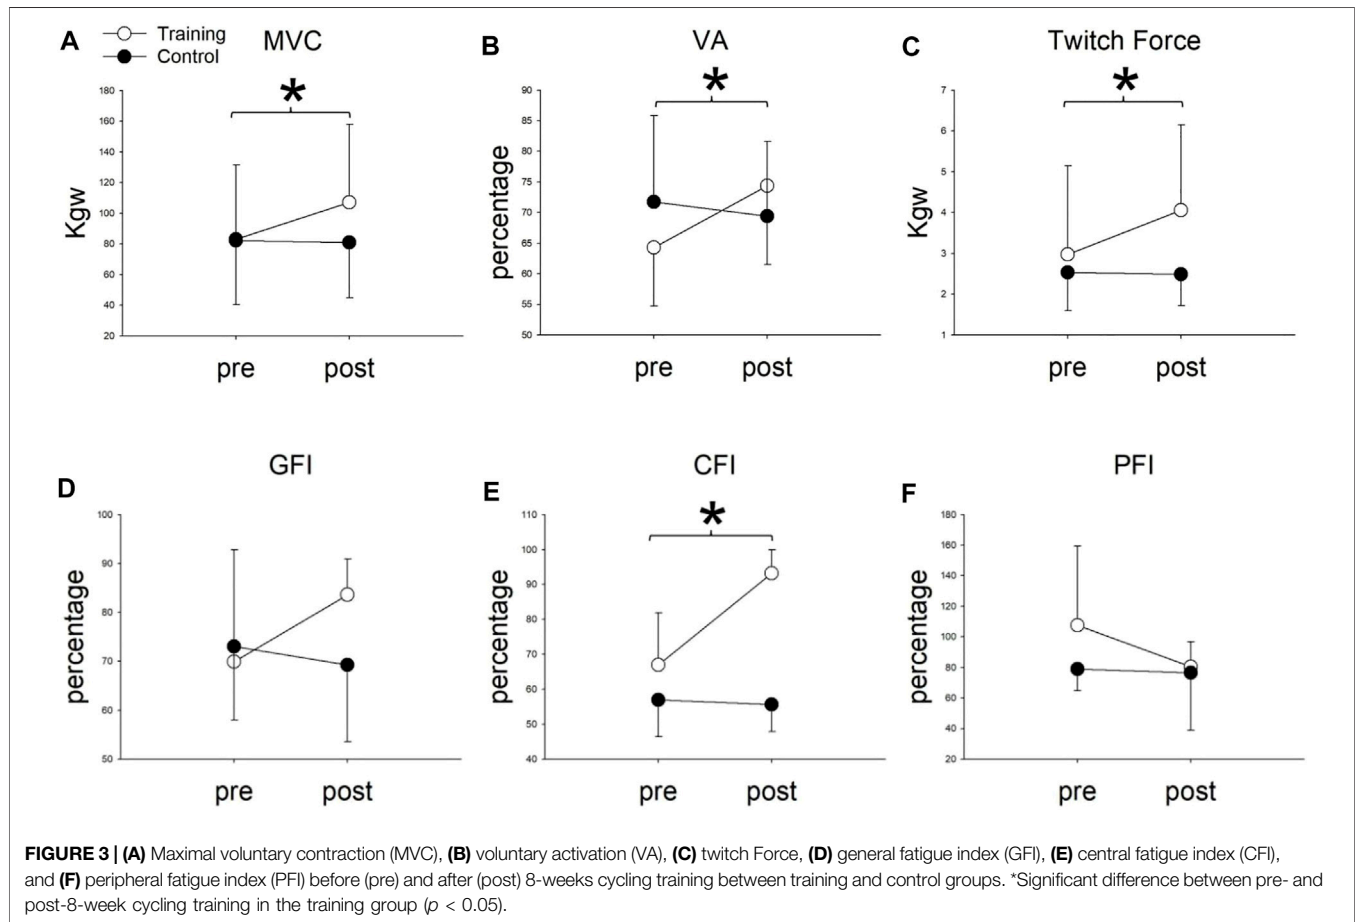 A
Training
Control
MVC
*
180
160
140
120
100
80
60
40
20
Kgw
pre post
B
VA
*
90
85
80
75
70
65
60
55
50
percentage
pre post
C
Twitch Force
*
7
6
5
4
3
2
1
Kgw
pre post
D
GFI
100
90
80
70
60
50
percentage
pre post
E
CFI
*
110
100
90
80
70
60
50
40
percentage
pre post
F
PFI
180
160
140
120
100
80
60
40
20
percentage
pre post
FIGURE 3 | (A) Maximal voluntary contraction (MVC), (B) voluntary activation (VA), (C) twitch Force, (D) general fatigue index (GFI), (E) central fatigue index (CFI),
and (F) peripheral fatigue index (PFI) before (pre) and after (post) 8-weeks cycling training between training and control groups. *Significant difference between pre- and
post-8-week cycling training in the training group (p < 0.05).